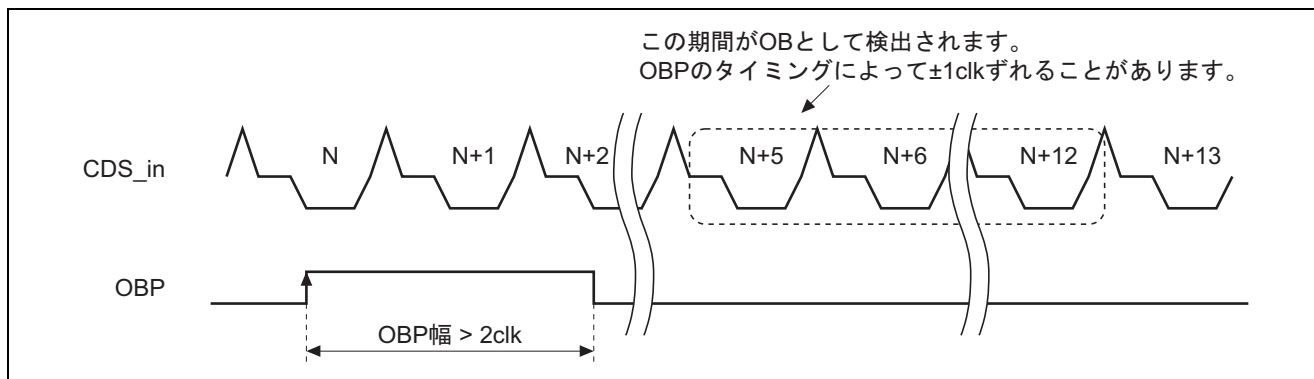 この期間がOBとして検出されます。
OBPのタイミングによって±1clkずれることがあります。
CDS_in
N
N+1
N+2
N+5
N+6
N+12
N+13
OBP
OBP幅 > 2clk